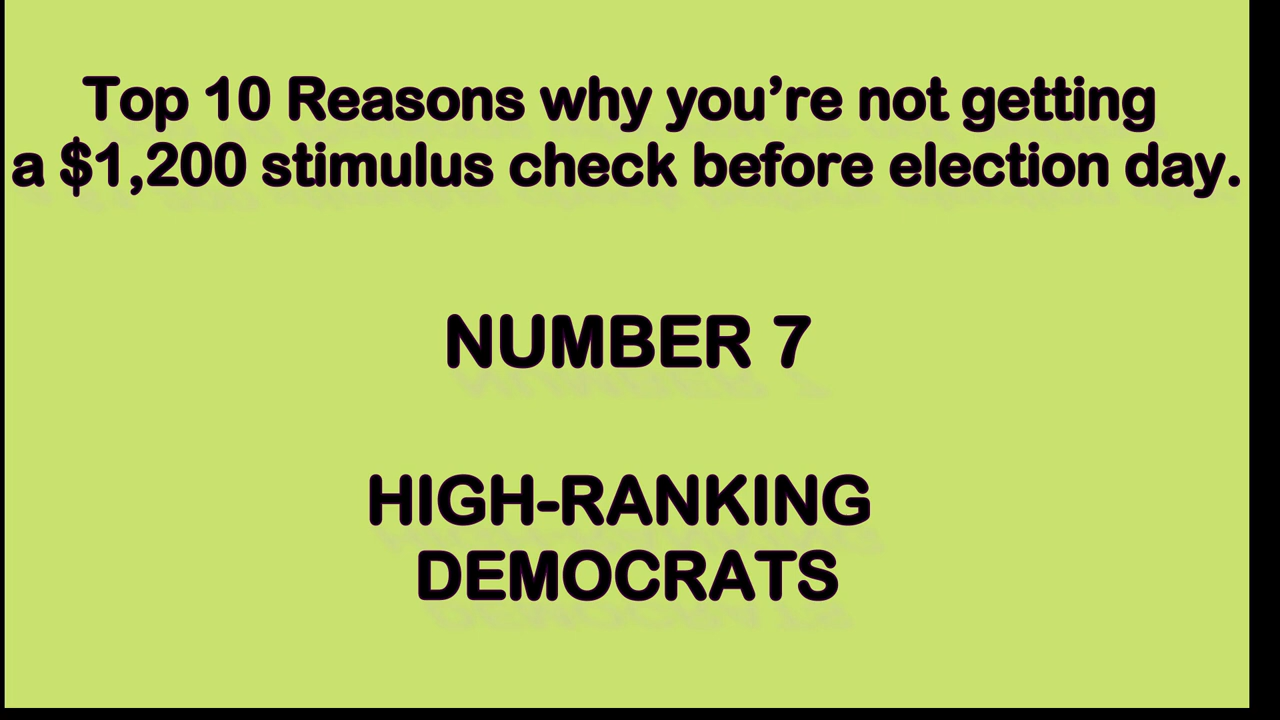 Top 10 Reasons why you’re not getting
a $1,200 stimulus check before election day.
NUMBER 7
HIGH-RANKING
DEMOCRATS